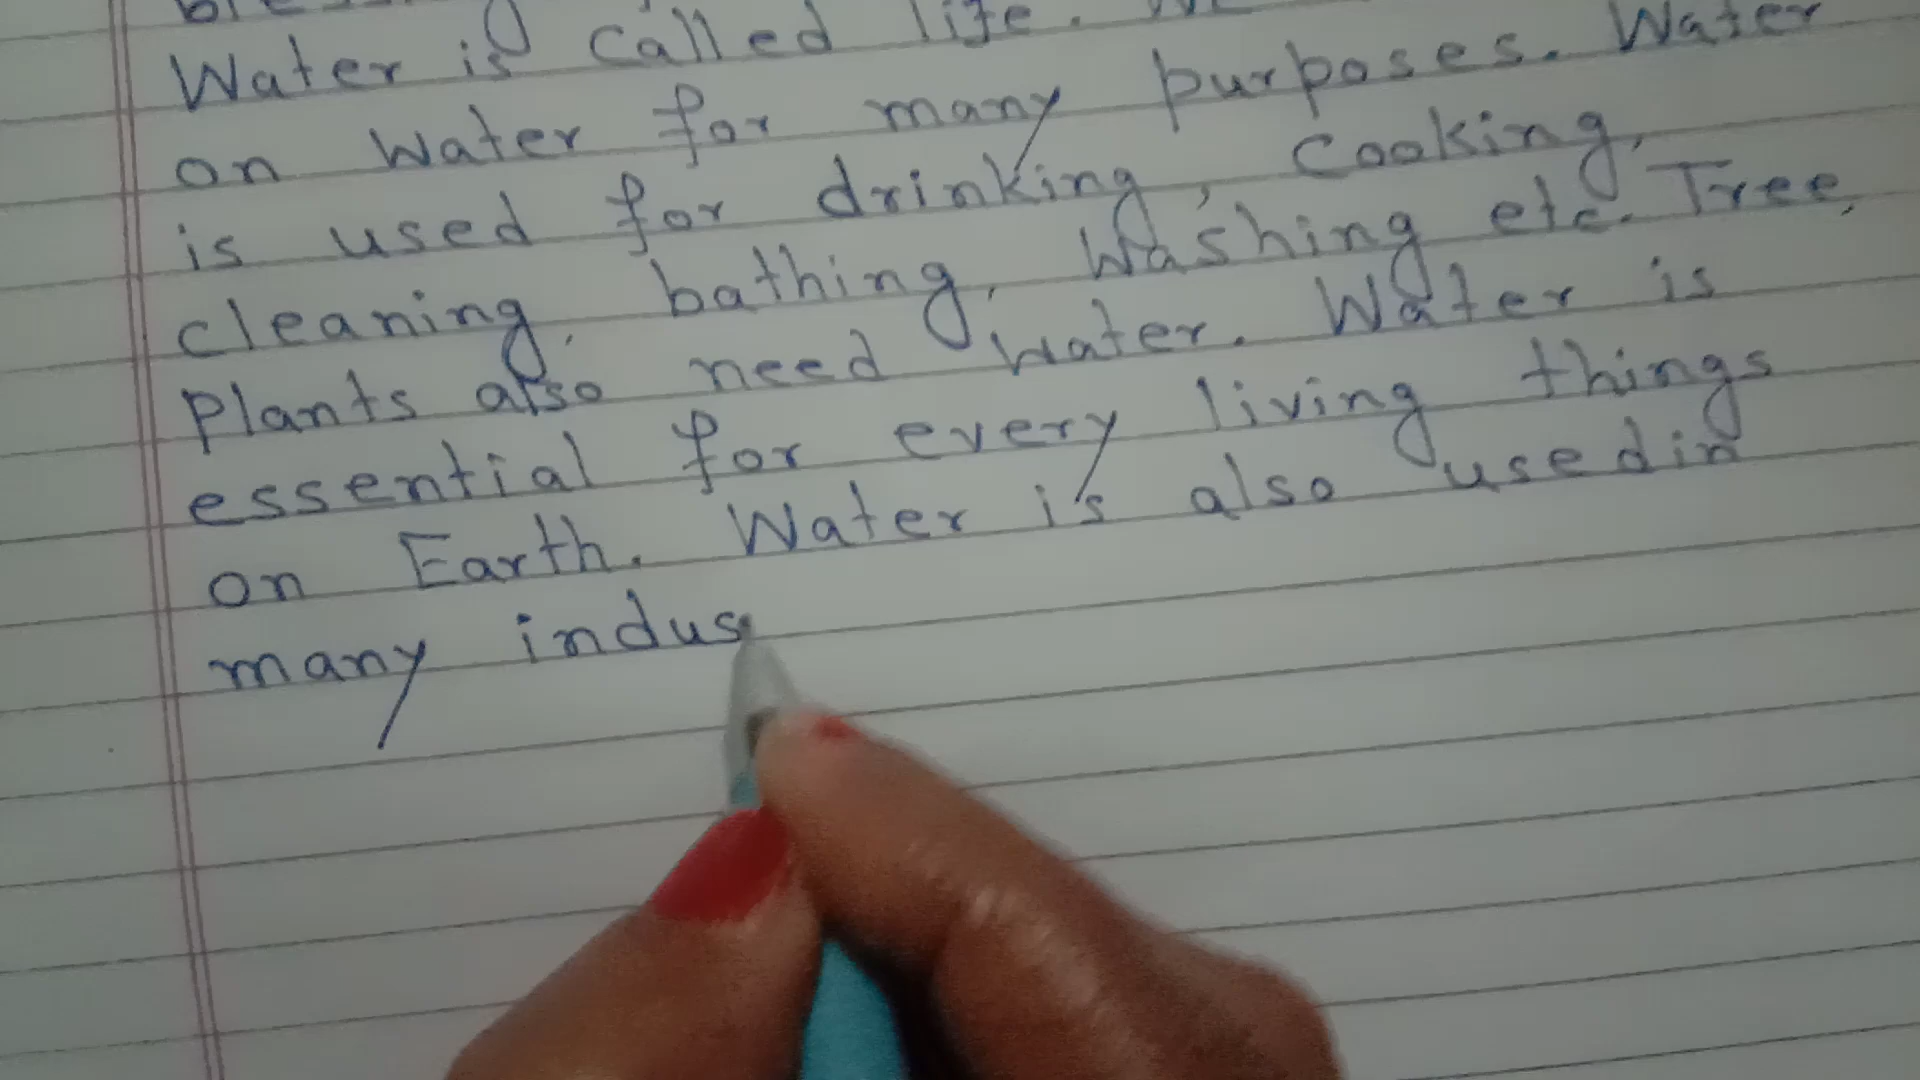 Water is called life.
on water for many purposes. Water
is used for drinking, cooking,
cleaning, bathing, washing etc. Tree,
plants also need water. Water is
essential for every living things
on Earth. Water is also used in
many indus